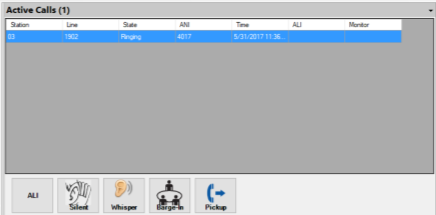 Active Calls (1)
Station Line State ANI Time ALI Monitor
03 1902 Ringing 4017 5/31/2017 11:36...
ALI Silent Whisper Barge-in Pickup